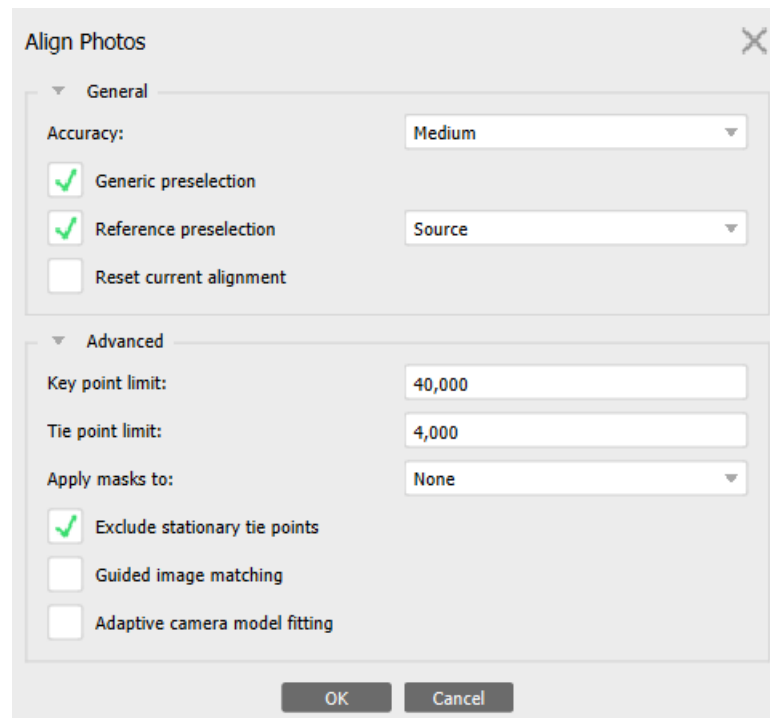 Align Photos
General
Accuracy: Medium
Generic preselection
Reference preselection Source
Reset current alignment
Advanced
Key point limit: 40,000
Tie point limit: 4,000
Apply masks to: None
Exclude stationary tie points
Guided image matching
Adaptive camera model fitting
OK Cancel